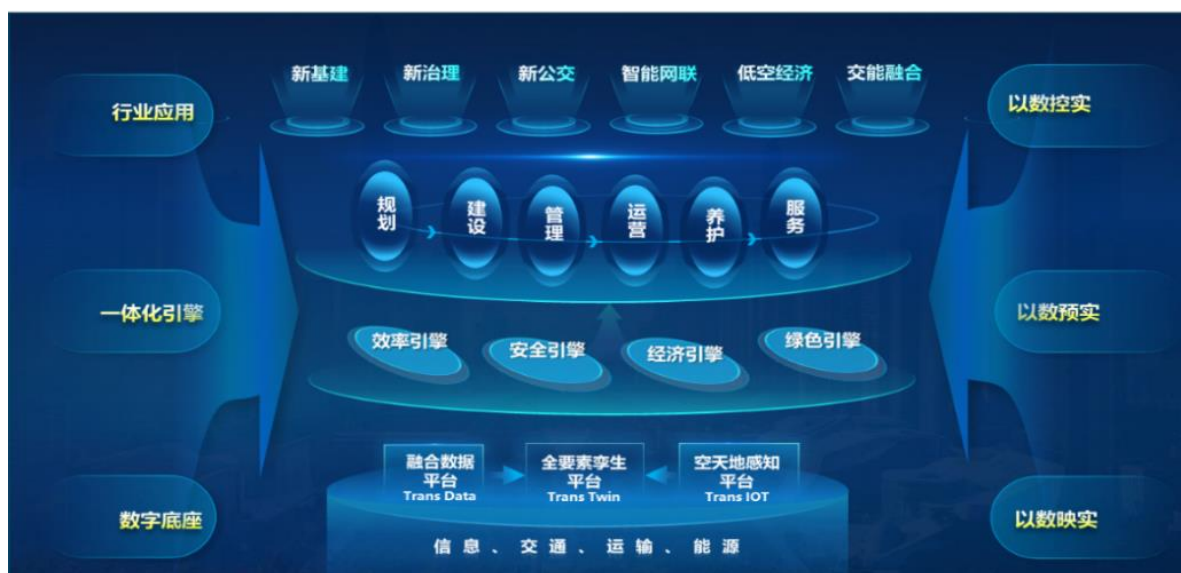 新基建
新治理
新公交
智能网联
低空经济
交能融合
行业应用
以数控实
规划
建设
管理
运营
养护
服务
一体化引擎
以数预实
效率引擎
安全引擎
经济引擎
绿色引擎
融合数据
平台
Trans Data
全要素孪生
平台
Trans Twin
空天地感知
平台
Trans IOT
数字底座
以数映实
信息、交通、运输、能源